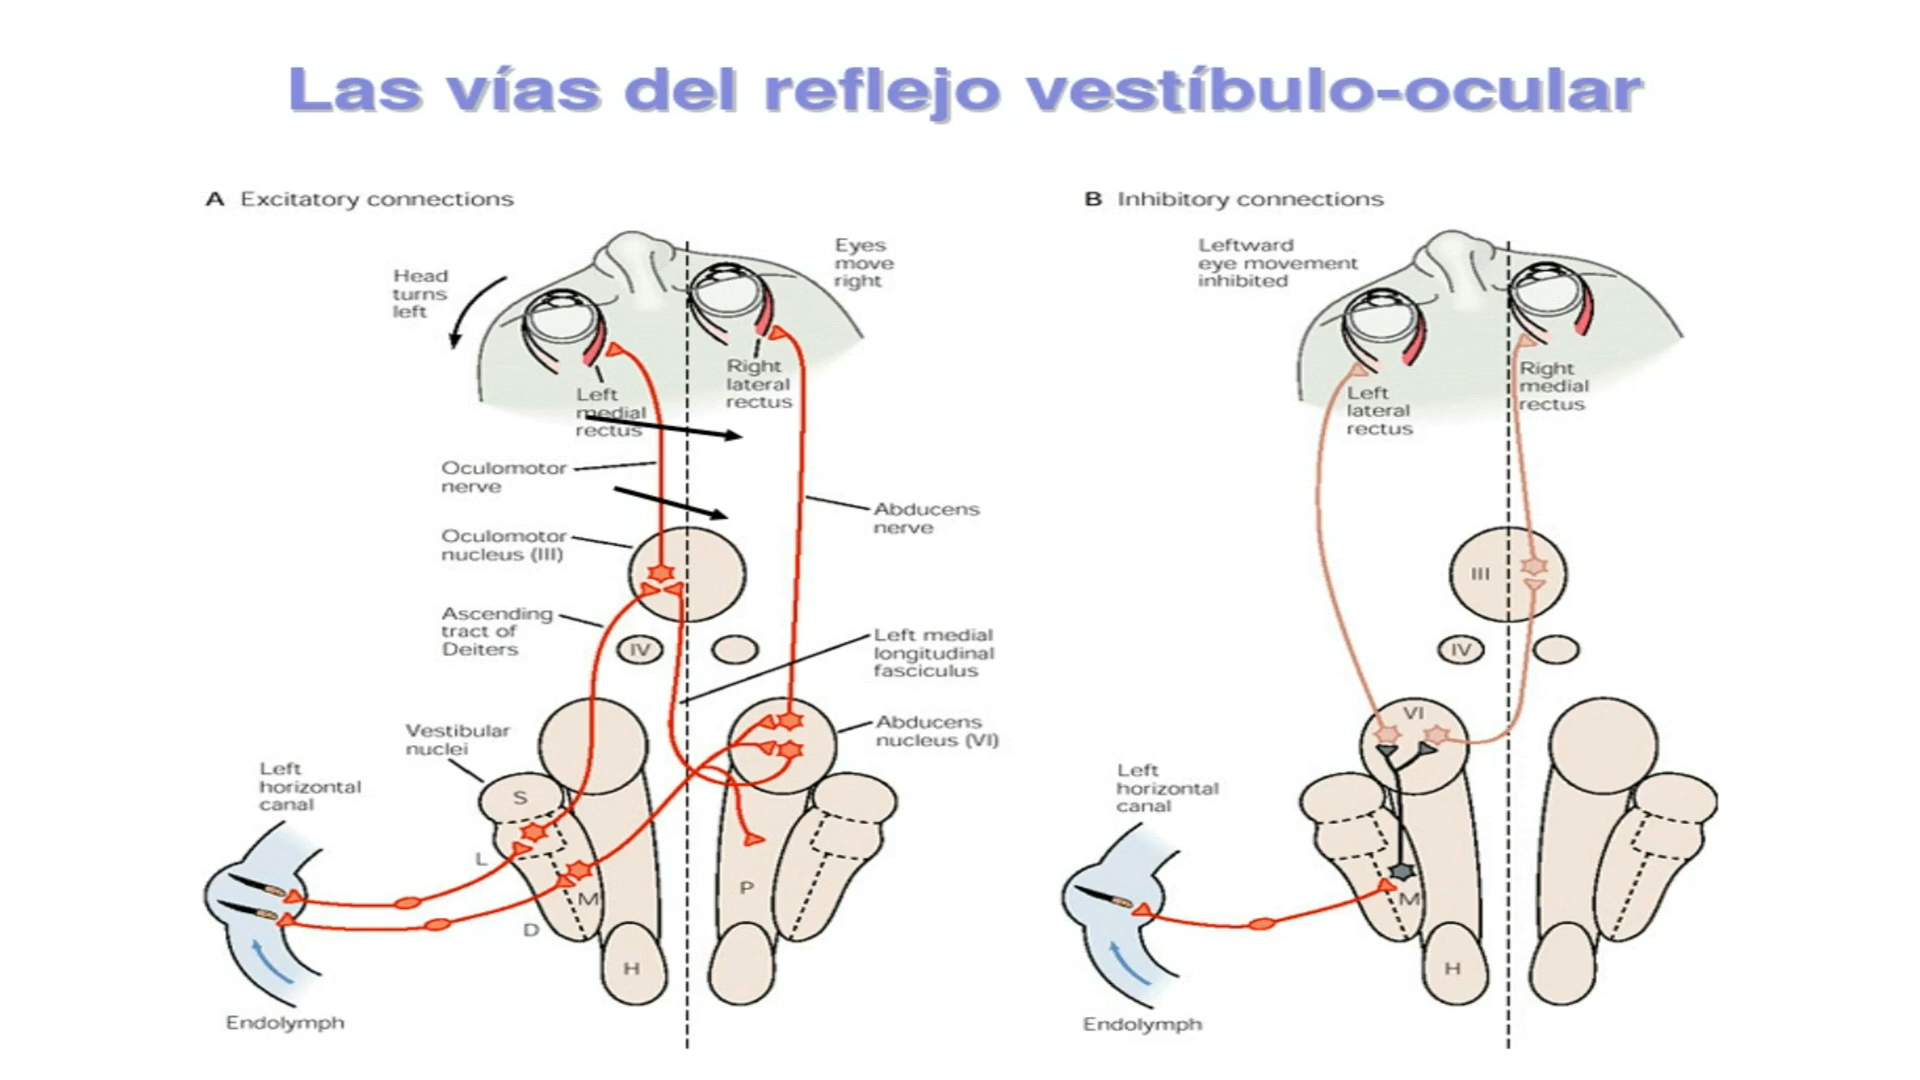 Las vías del reflejo vestíbulo-ocular
A Excitatory connections
Head
turns
left
Eyes
move
right
Right
lateral
rectus
Left
medial
rectus
Oculomotor
nerve
Abducens
nerve
Oculomotor
nucleus (III)
Ascending
tract of
Deiters
IV
Left medial
longitudinal
fasciculus
Vestibular
nuclei
Abducens
nucleus (VI)
Left
horizontal
canal
S
L
M
P
D
H
Endolymph
B Inhibitory connections
Leftward
eye movement
inhibited
Right
medial
rectus
Left
lateral
rectus
III
IV
VI
Left
horizontal
canal
M
H
Endolymph